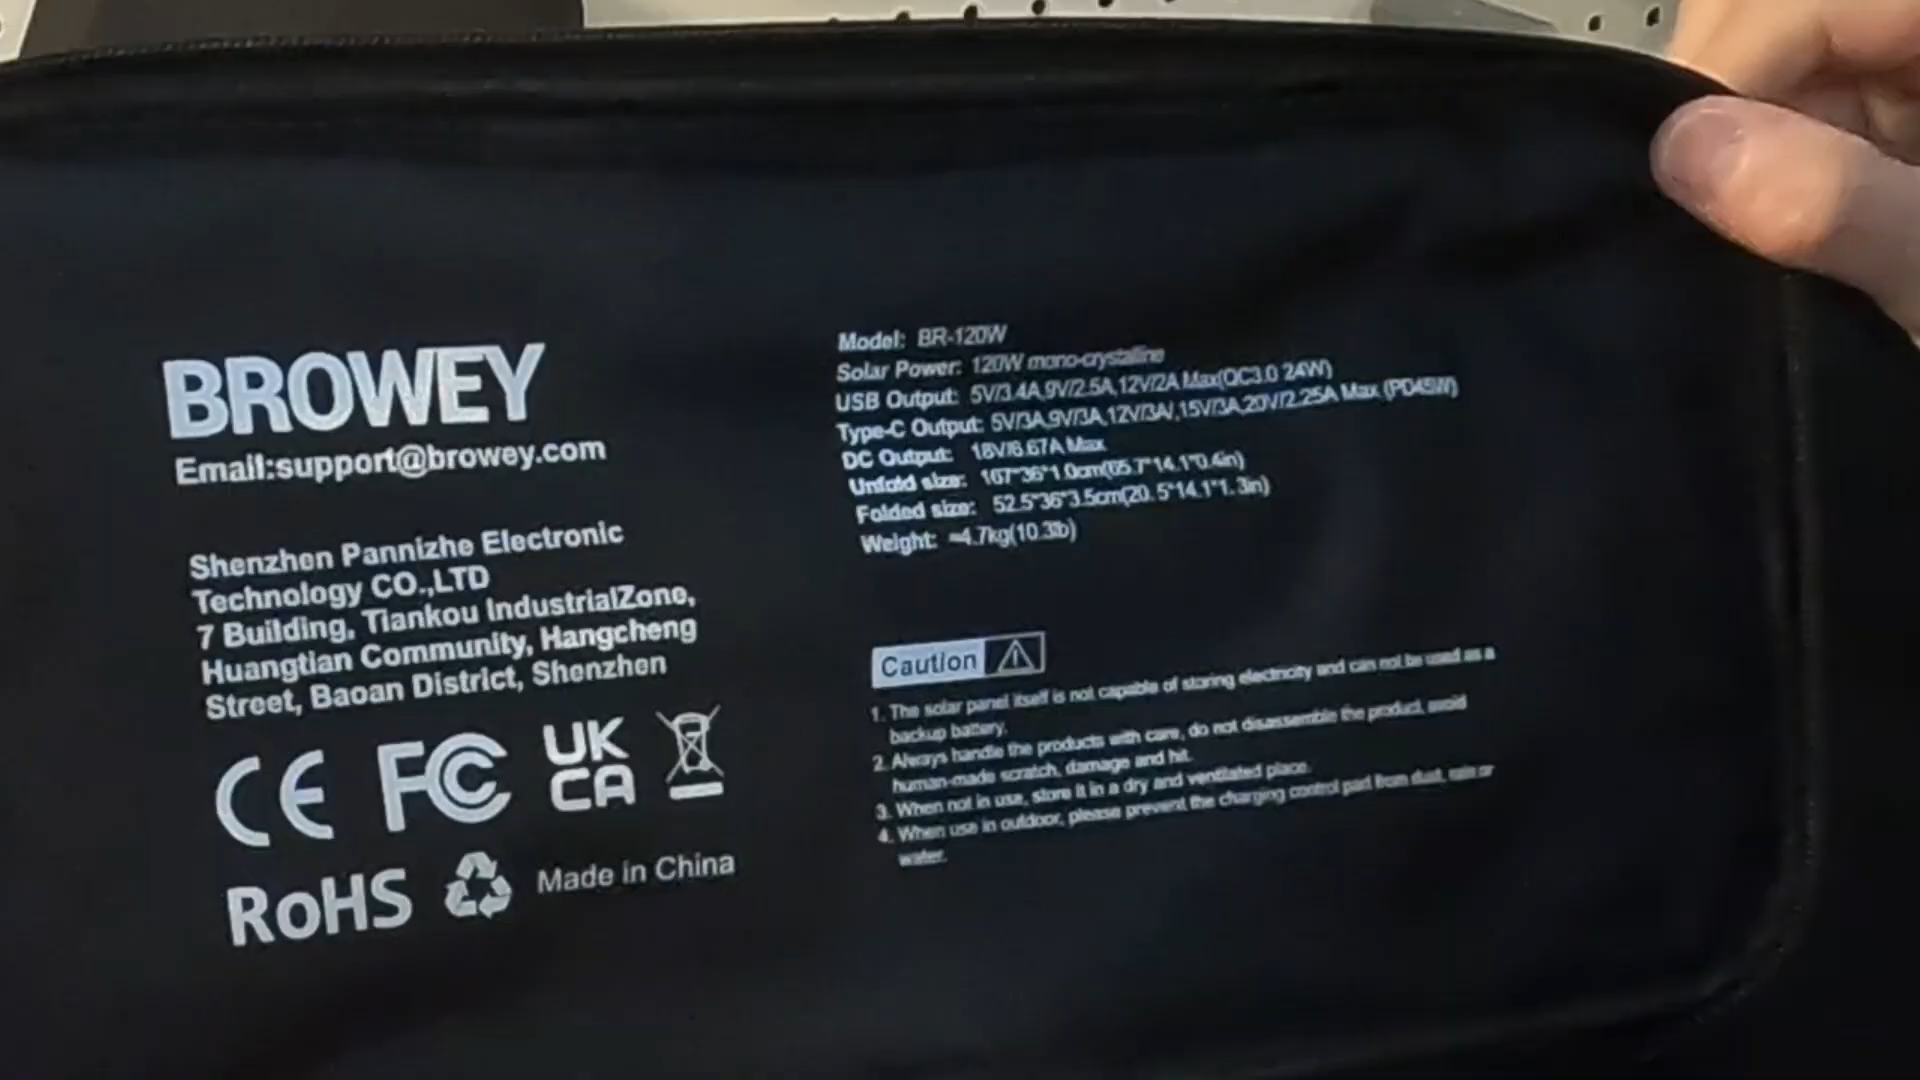 BROWEY
Email:support@browey.com
Shenzhen Pannizhe Electronic
Technology CO.,LTD
7 Building, Tiankou IndustrialZone,
Huangtian Community, Hangcheng
Street, Baoan District, Shenzhen
CE FC UK
CA
RoHS Made in China
Model: BR-120W
Solar Power: 120W mono-crystalline
USB Output: 5V/3.4A,9V/2.5A,12V/2A Max(QC3.0 24W)
Type-C Output: 5V/3A,9V/3A,12V/3A/,15V/3A,20V/2.25A Max (PD45W)
DC Output: 18V/6.67A Max
Unfold size: 167*36*1.0cm(65.7*14.1*0.4in)
Folded size: 52.5*36*3.5cm(20.5*14.1*1.3in)
Weight: ≈4.7kg(10.3lb)
Caution
1. The solar panel itself is not capable of storing electricity and can not be used as a
backup battery.
2. Always handle the products with care, do not disassemble the product, avoid
human-made scratch, damage and hit.
3. When not in use, store it in a dry and ventilated place.
4. When use in outdoor, please prevent the charging control part from dust, rain or
water.